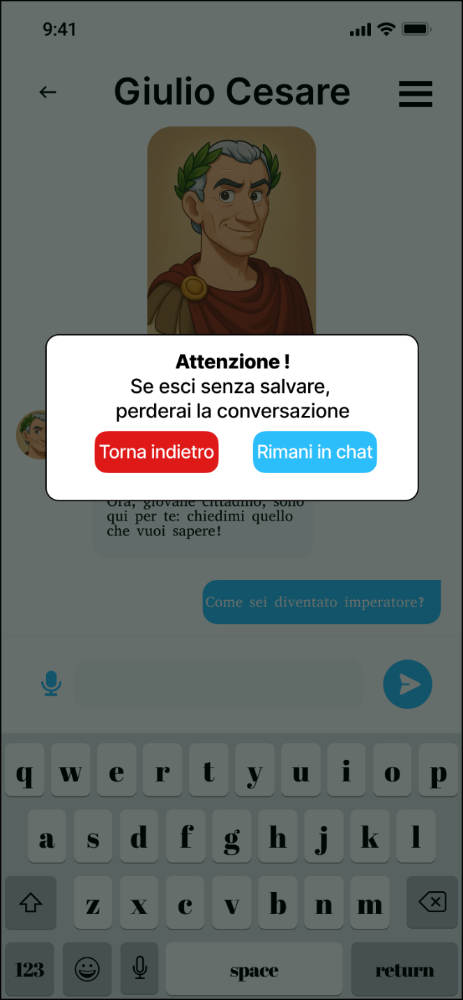 9:41
Giulio Cesare
Attenzione !
Se esci senza salvare,
perderai la conversazione
Torna indietro
Rimani in chat
Ora, giovane cittadino, sono
qui per te: chiedimi quello
che vuoi sapere!
Come sei diventato imperatore?
q w e r t y u i o p
a s d f g h j k l
z x c v b n m
123 space return